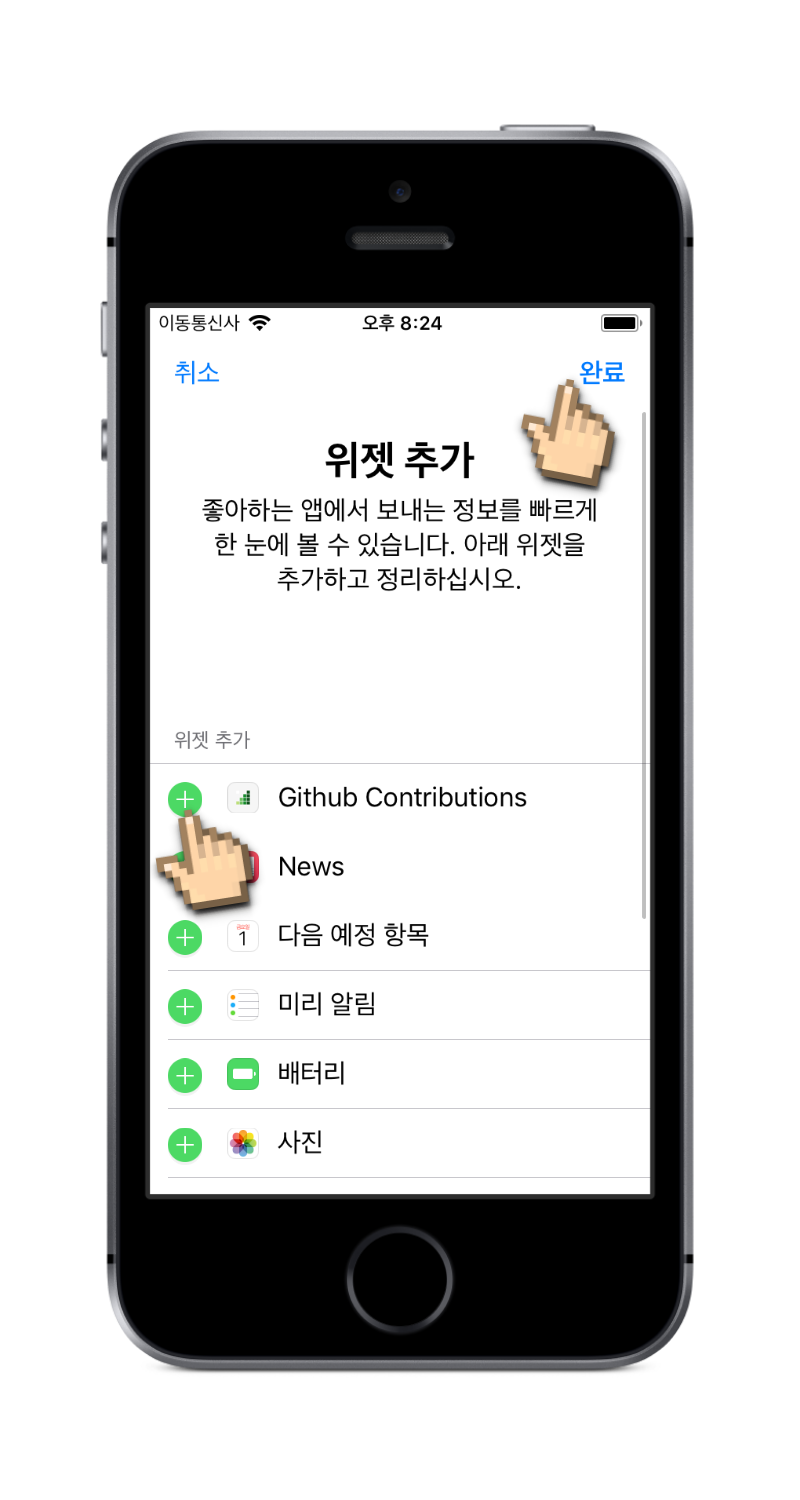 이동통신사 오후 8:24
취소 완료
위젯 추가
좋아하는 앱에서 보내는 정보를 빠르게
한 눈에 볼 수 있습니다. 아래 위젯을
추가하고 정리하십시오.
위젯 추가
Github Contributions
News
1 다음 예정 항목
미리 알림
배터리
사진